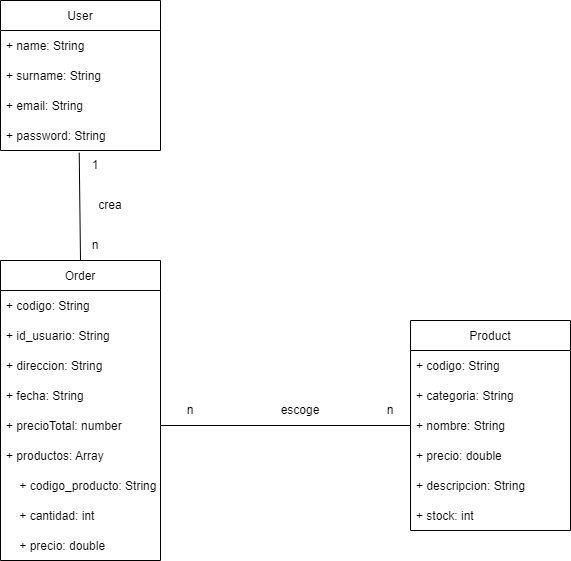 User
+ name: String
+ surname: String
+ email: String
+ password: String
1
crea
n
Order
+ codigo: String
+ id_usuario: String
+ direccion: String
+ fecha: String
+ precioTotal: number
+ productos: Array
+ codigo_producto: String
+ cantidad: int
+ precio: double
n escoge n
Product
+ codigo: String
+ categoria: String
+ nombre: String
+ precio: double
+ descripcion: String
+ stock: int